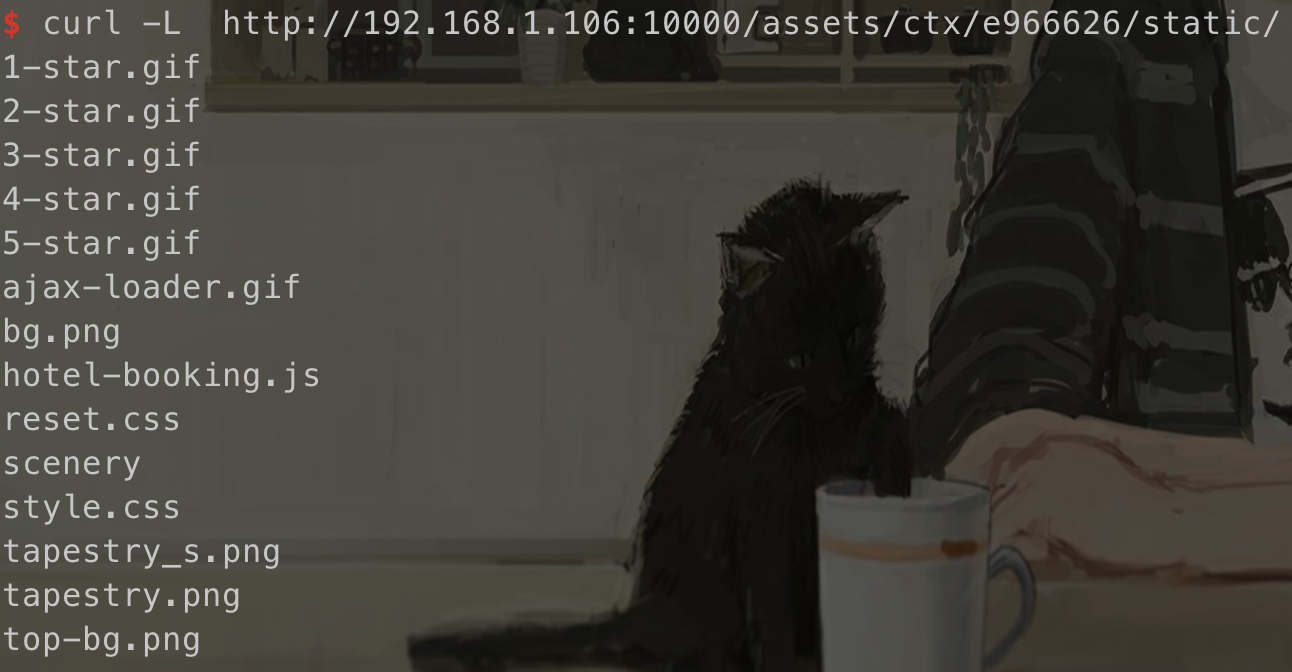 $ curl -L  http://192.168.1.106:10000/assets/ctx/e966626/static/
1-star.gif
2-star.gif
3-star.gif
4-star.gif
5-star.gif
ajax-loader.gif
bg.png
hotel-booking.js
reset.css
scenery
style.css
tapestry_s.png
tapestry.png
top-bg.png